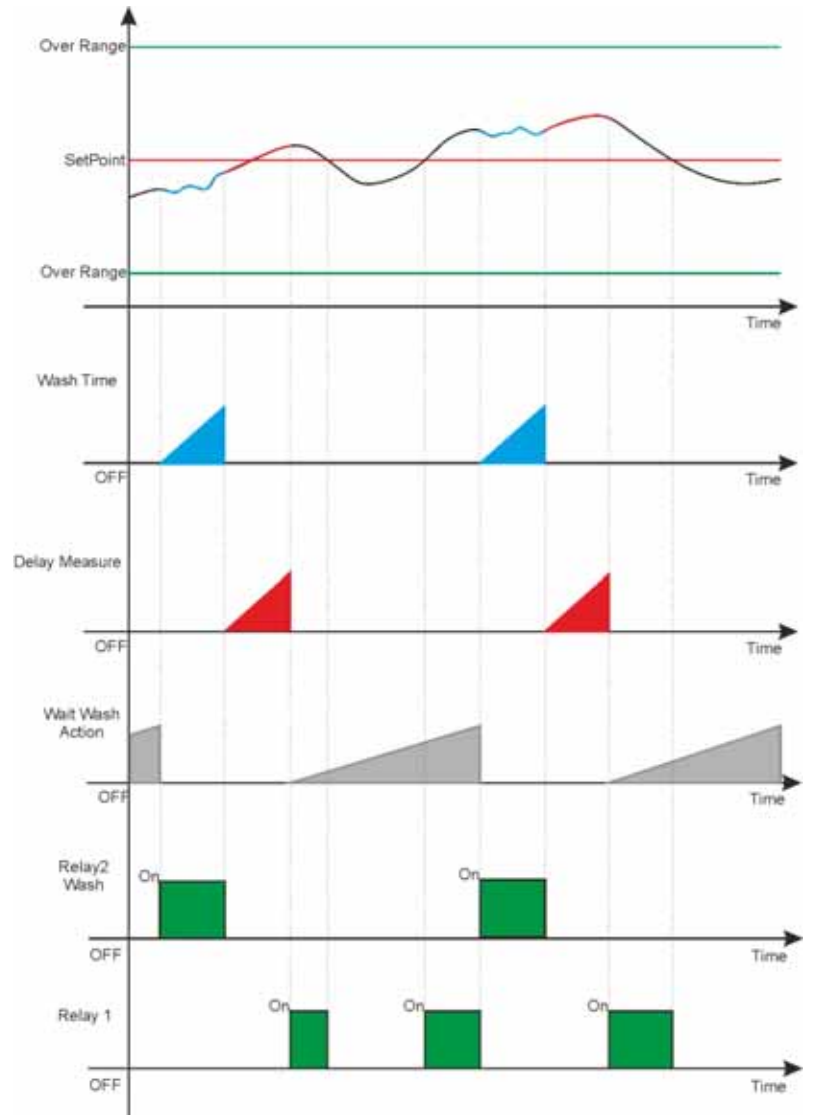 Over Range
SetPoint
Over Range
Time
Wash Time
OFF
Time
Delay Measure
OFF
Time
Wait Wash
Action
OFF
Time
Relay2
Wash
On
On
OFF
Time
Relay 1
On
On
On
OFF
Time